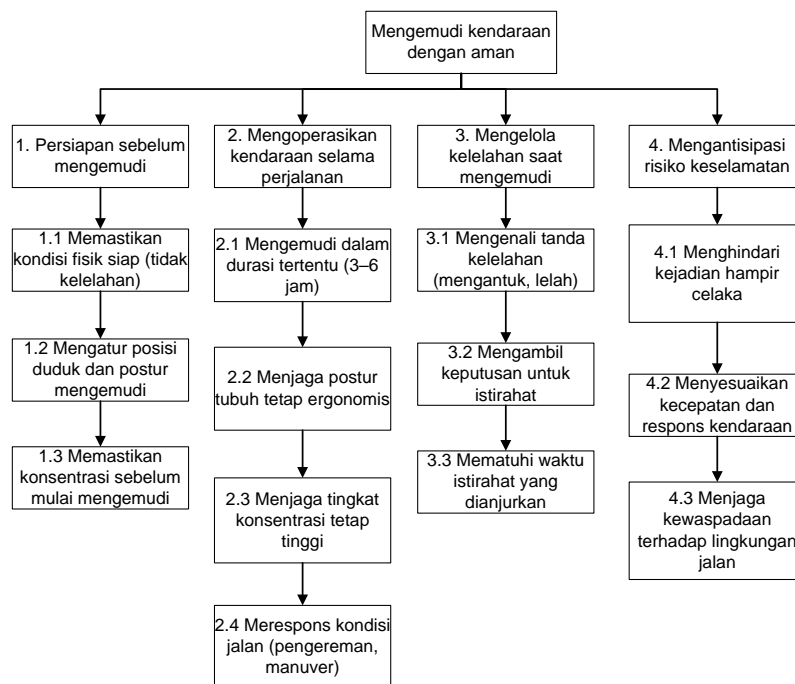 Mengemudi kendaraan
dengan aman
1. Persiapan sebelum
mengemudi
2. Mengoperasikan
kendaraan selama
perjalanan
3. Mengelola
kelelahan saat
mengemudi
4. Mengantisipasi
risiko keselamatan
1.1 Memastikan
kondisi fisik siap (tidak
kelelahan)
1.2 Mengatur posisi
duduk dan postur
mengemudi
1.3 Memastikan
konsentrasi sebelum
mulai mengemudi
2.1 Mengemudi dalam
durasi tertentu (3–6
jam)
2.2 Menjaga postur
tubuh tetap ergonomis
2.3 Menjaga tingkat
konsentrasi tetap
tinggi
2.4 Merespons kondisi
jalan (pengereman,
manuver)
3.1 Mengenali tanda
kelelahan
(mengantuk, lelah)
3.2 Mengambil
keputusan untuk
istirahat
3.3 Mematuhi waktu
istirahat yang
dianjurkan
4.1 Menghindari
kejadian hampir
celaka
4.2 Menyesuaikan
kecepatan dan
respons kendaraan
4.3 Menjaga
kewaspadaan
terhadap lingkungan
jalan